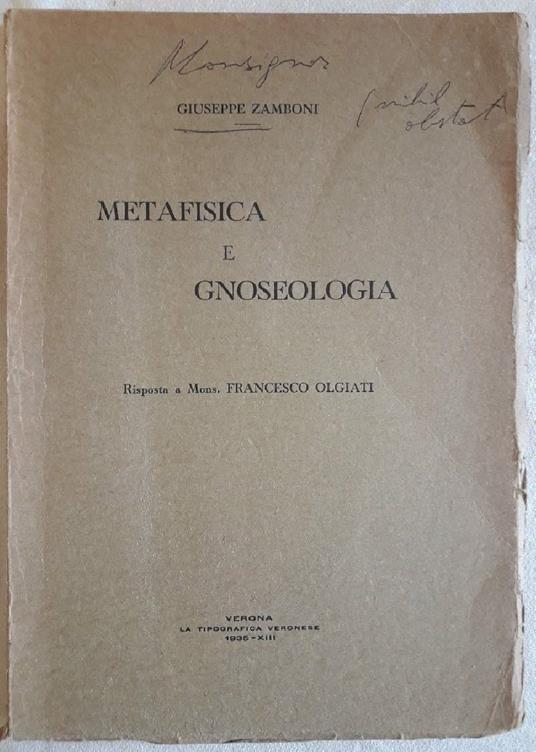 Monsignor
GIUSEPPE ZAMBONI
(nihil
obstat
METAFISICA
E
GNOSEOLOGIA
Risposta a Mons. FRANCESCO OLGIATI
VERONA
LA TIPOGRAFICA VERONESE
1935-XIII